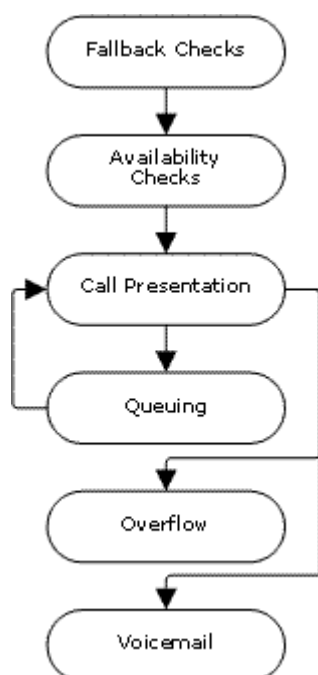 Fallback Checks
Availability
Checks
Call Presentation
Queuing
Overflow
Voicemail